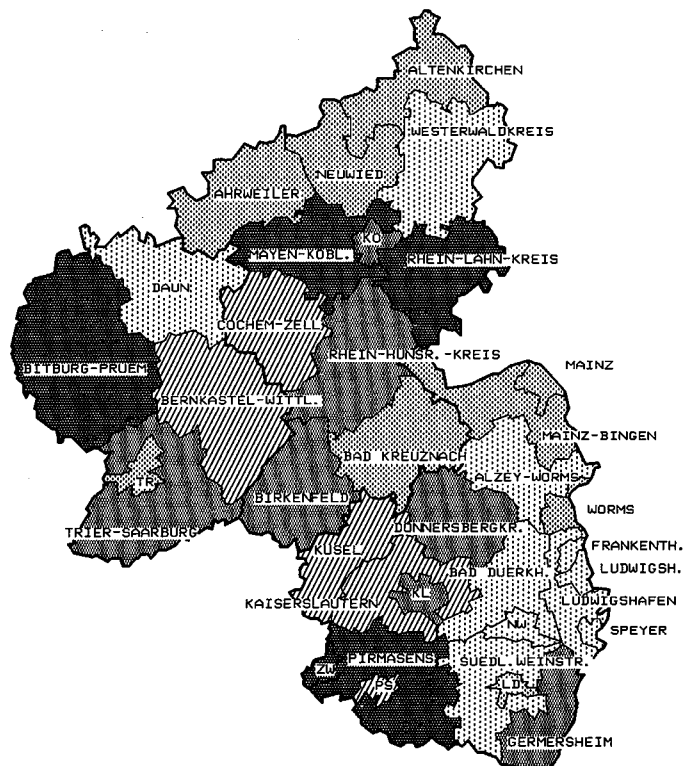 ALTENKIRCHEN
WESTERWALDKREIS
NEUWIED
AHRWEILER
KO
MAYEN-KOBL.
RHEIN-LAHN-KREIS
DAUN
COCHEM-ZELL
RHEIN-HUNSR.-KREIS
MAINZ
BITBURG-PRUEM
BERNKASTEL-WITTL.
MAINZ-BINGEN
BAD KREUZNACH
ALZEY-WORMS
TR
BIRKENFELD
WORMS
TRIER-SAARBURG
DONNERSBERGKR.
FRANKENTH.
KUSEL
LUDWIGSH.
BAD DUERKH.
KL
KAISERSLAUTERN
LUDWIGSHAFEN
NW
SPEYER
PIRMASENS
SUEDL.WEINSTR.
ZW
PS
LD
GERMERSHEIM